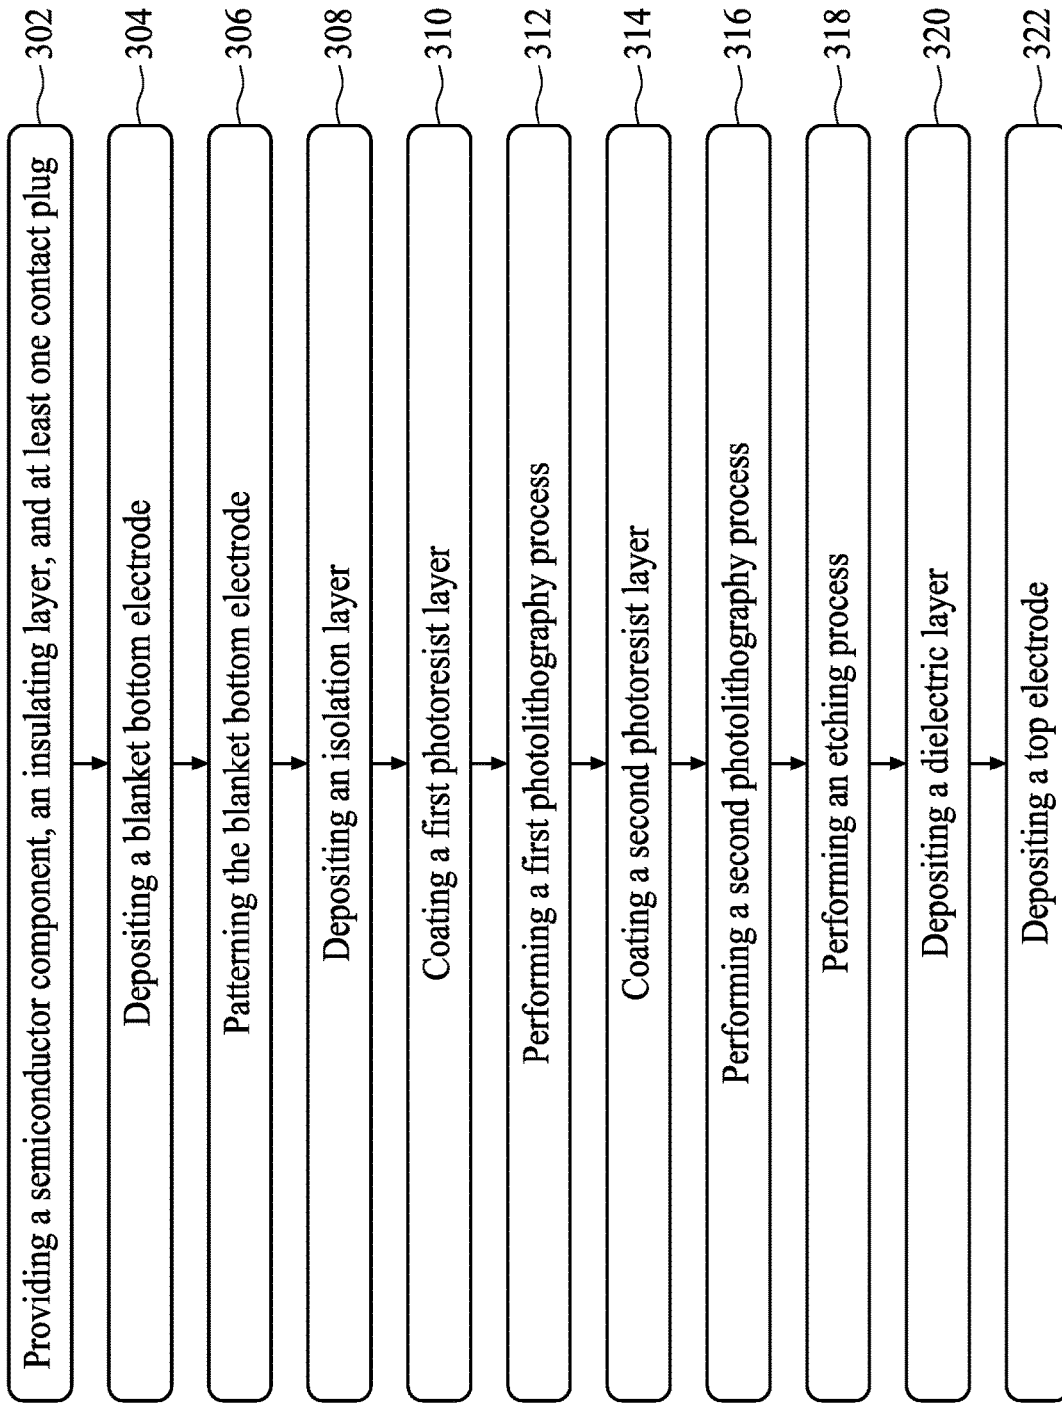 Providing a semiconductor component, an insulating layer, and at least one contact plug 302
Depositing a blanket bottom electrode 304
Patterning the blanket bottom electrode 306
Depositing an isolation layer 308
Coating a first photoresist layer 310
Performing a first photolithography process 312
Coating a second photoresist layer 314
Performing a second photolithography process 316
Performing an etching process 318
Depositing a dielectric layer 320
Depositing a top electrode 322